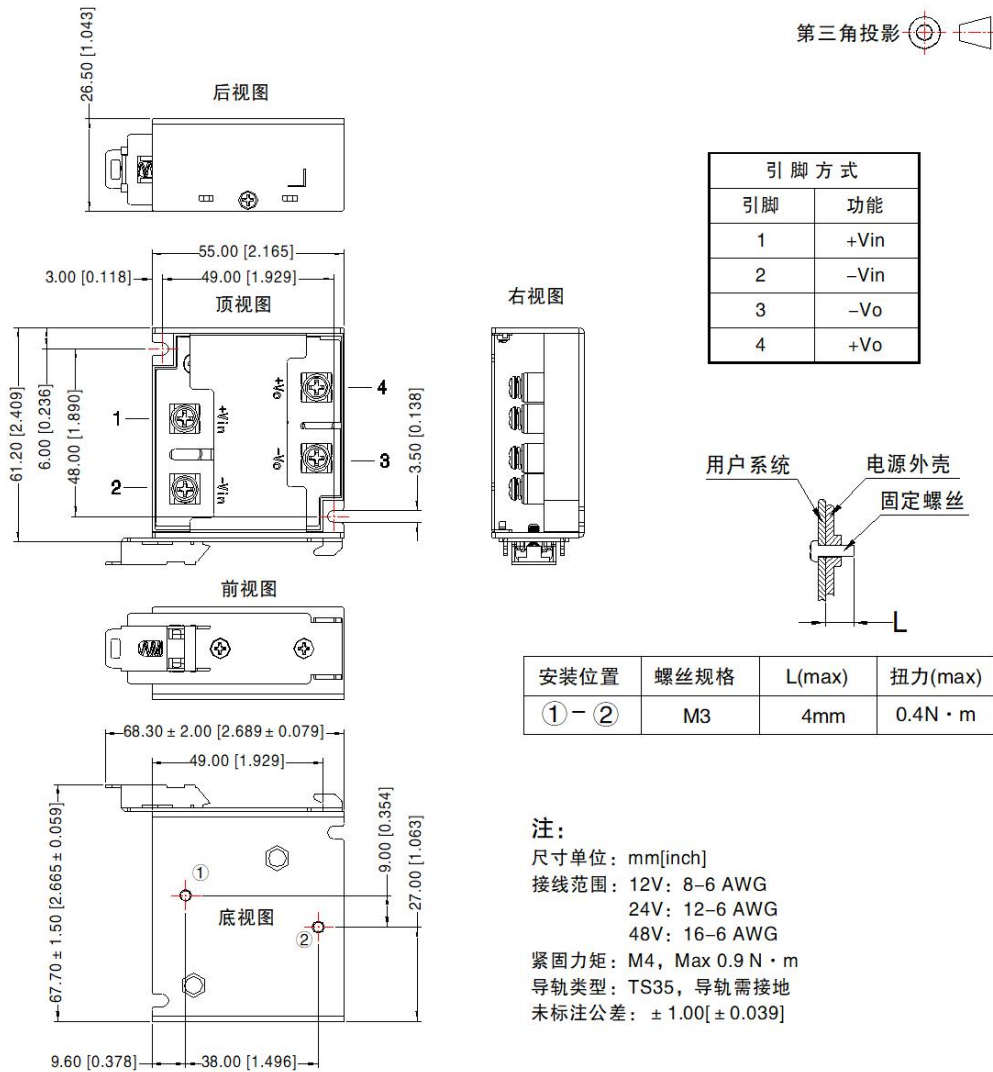 第三角投影
26.50 [1.043]
后视图
55.00 [2.165]
3.00 [0.118]
49.00 [1.929]
顶视图
61.20 [2.409]
6.00 [0.236]
48.00 [1.890]
1
2
+Vin
-Vin
+Vo
-Vo
4
3
3.50 [0.138]
右视图
引脚方式
引脚 功能
1 +Vin
2 -Vin
3 -Vo
4 +Vo
用户系统
电源外壳
固定螺丝
L
前视图
安装位置 螺丝规格 L(max) 扭力(max)
①-② M3 4mm 0.4N·m
68.30±2.00 [2.689±0.079]
49.00 [1.929]
67.70±1.50 [2.665±0.059]
9.00 [0.354]
27.00 [1.063]
①
底视图
②
9.60 [0.378]
38.00 [1.496]
注:
尺寸单位: mm[inch]
接线范围: 12V: 8-6 AWG
24V: 12-6 AWG
48V: 16-6 AWG
紧固力矩: M4, Max 0.9 N·m
导轨类型: TS35, 导轨需接地
未标注公差: ±1.00[±0.039]